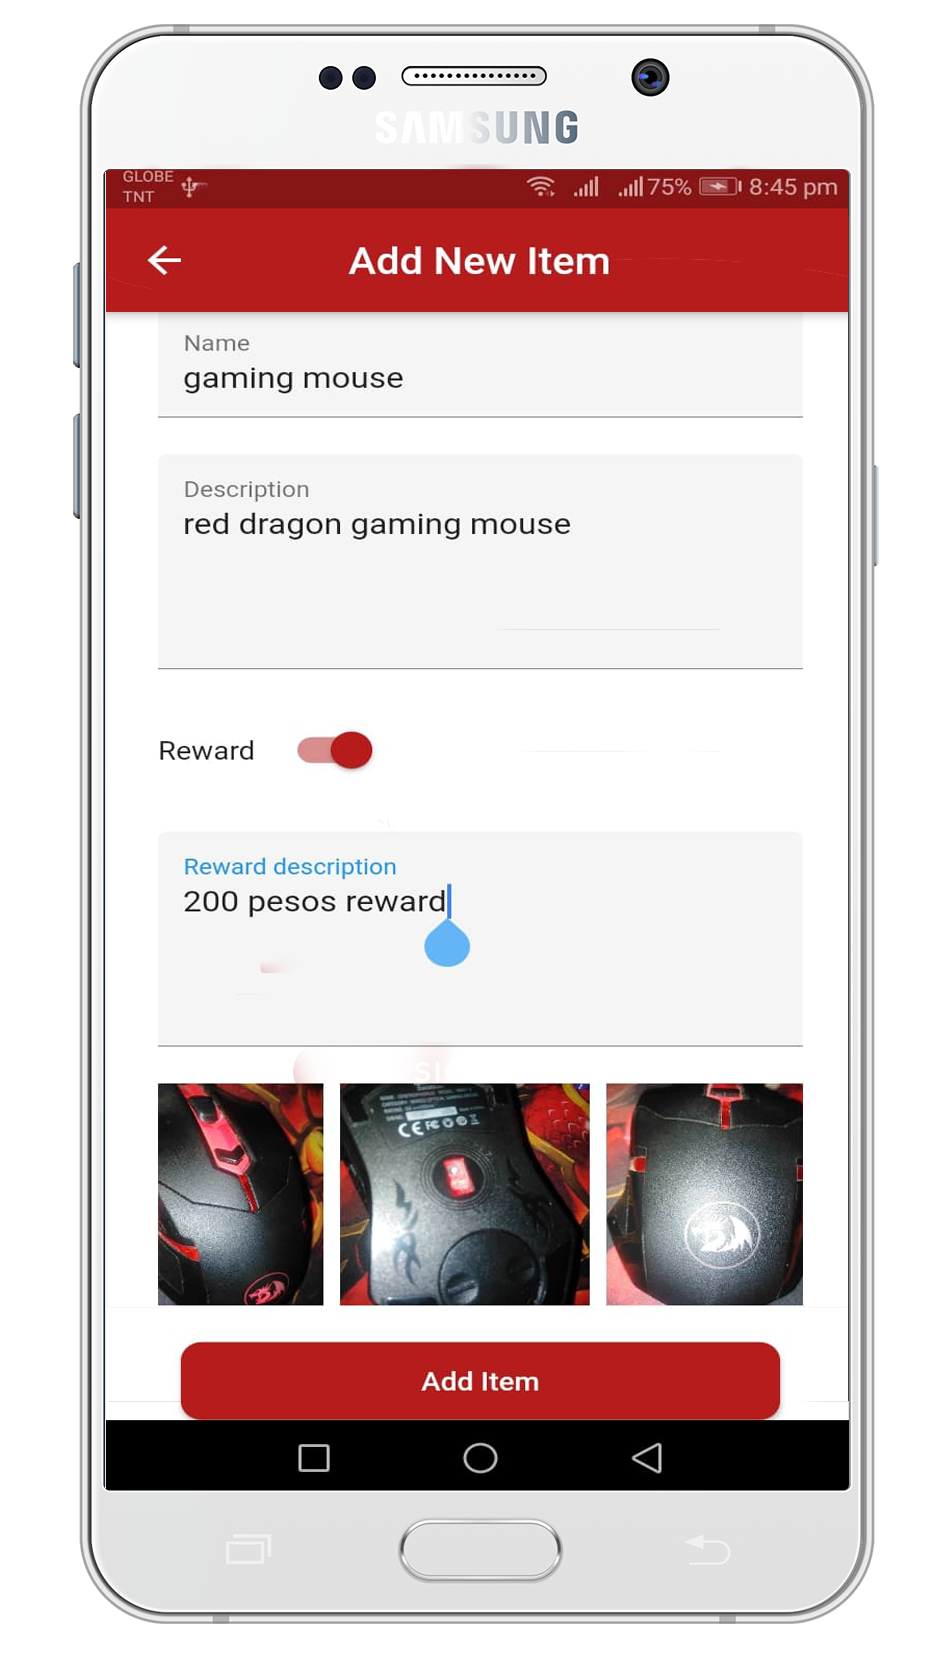 SAMSUNG
GLOBE
TNT
75% 8:45 pm
Add New Item
Name
gaming mouse
Description
red dragon gaming mouse
Reward
Reward description
200 pesos reward
CE FC
Add Item